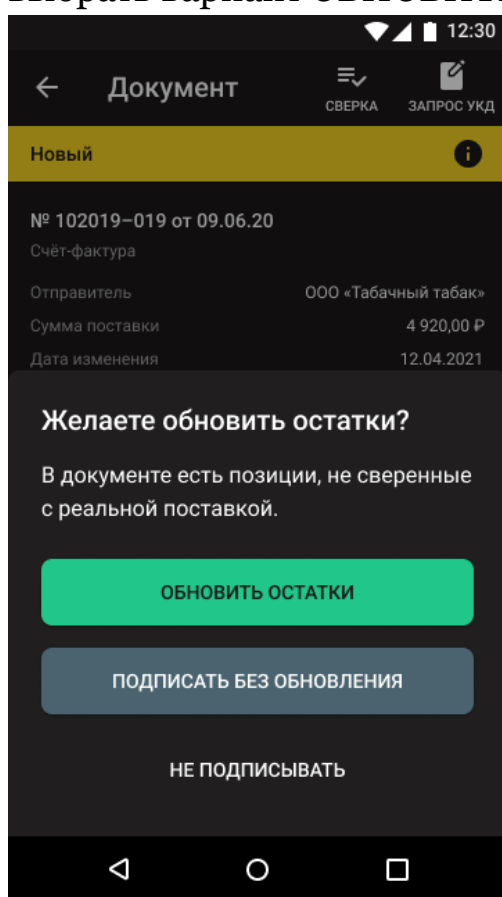 12:30
Документ
СВЕРКА
ЗАПРОС УКД
Новый
№ 102019–019 от 09.06.20
Счёт-фактура
Отправитель ООО «Табачный табак»
Сумма поставки 4 920,00 ₽
Дата изменения 12.04.2021
Желаете обновить остатки?
В документе есть позиции, не сверенные
с реальной поставкой.
ОБНОВИТЬ ОСТАТКИ
ПОДПИСАТЬ БЕЗ ОБНОВЛЕНИЯ
НЕ ПОДПИСЫВАТЬ